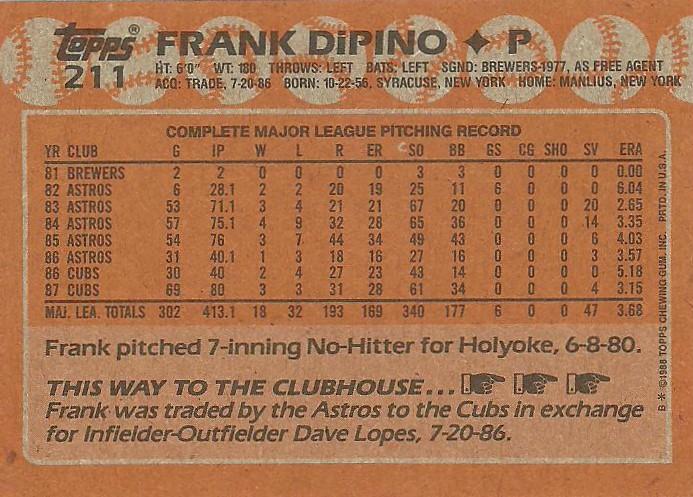 topps® FRANK DiPINO ✦ P
211 HT: 6'0" WT: 180 THROWS: LEFT BATS: LEFT SGND: BREWERS-1977, AS FREE AGENT
ACQ: TRADE, 7-20-86 BORN: 10-22-56, SYRACUSE, NEW YORK HOME: MANLIUS, NEW YORK
COMPLETE MAJOR LEAGUE PITCHING RECORD
YR CLUB G IP W L R ER SO BB GS CG SHO SV ERA
81 BREWERS 2 2 0 0 0 0 3 3 0 0 0 0 0.00
82 ASTROS 6 28.1 2 2 20 19 25 11 6 0 0 0 6.04
83 ASTROS 53 71.1 3 4 21 21 67 20 0 0 0 20 2.65
84 ASTROS 57 75.1 4 9 32 28 65 36 0 0 0 14 3.35
85 ASTROS 54 76 3 7 44 34 49 43 0 0 0 6 4.03
86 ASTROS 31 40.1 1 3 18 16 27 16 0 0 0 3 3.57
86 CUBS 30 40 2 4 27 23 43 14 0 0 0 0 5.18
87 CUBS 69 80 3 3 31 28 61 34 0 0 0 4 3.15
MAJ. LEA. TOTALS 302 413.1 18 32 193 169 340 177 6 0 0 47 3.68
Frank pitched 7-inning No-Hitter for Holyoke, 6-8-80.
THIS WAY TO THE CLUBHOUSE...
Frank was traded by the Astros to the Cubs in exchange
for Infielder-Outfielder Dave Lopes, 7-20-86.
B * ©1988 TOPPS CHEWING GUM, INC. PRTD. IN U.S.A.